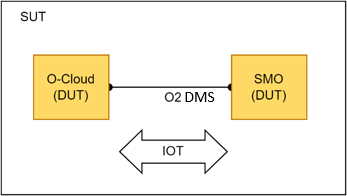 SUT
O-Cloud
(DUT)
O2 DMS
SMO
(DUT)
IOT